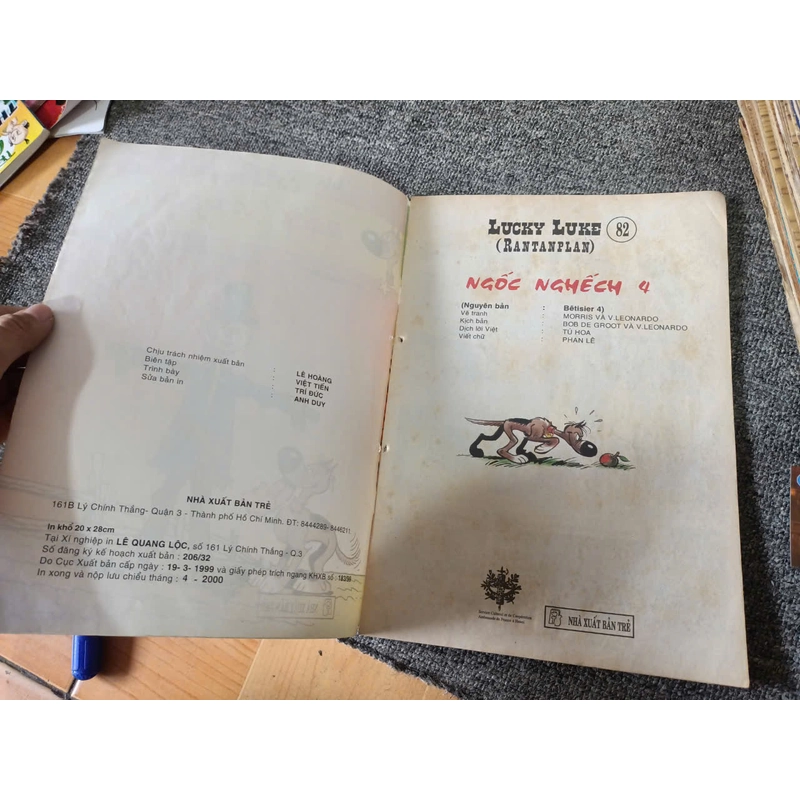 Chịu trách nhiệm xuất bản : LÊ HOÀNG
Biên tập : VIỆT TIẾN
Trình bày : TRÍ ĐỨC
Sửa bản in : ANH DUY
NHÀ XUẤT BẢN TRẺ
161B Lý Chính Thắng- Quận 3 - Thành phố Hồ Chí Minh. ĐT: 8444289- 8446211
In khổ 20 x 28cm
Tại Xí nghiệp in LÊ QUANG LỘC, số 161 Lý Chính Thắng - Q.3
Số đăng ký kế hoạch xuất bản : 206/32
Do Cục Xuất bản cấp ngày : 19- 3- 1999 và giấy phép trích ngang KHXB số :
In xong và nộp lưu chiểu tháng : 4 - 2000
LUCKY LUKE 82
(RANTANPLAN)
NGỐC NGHẾCH 4
(Nguyên bản : Bêtisier 4)
Vẽ tranh : MORRIS VÀ V.LEONARDO
Kịch bản : BOB DE GROOT VÀ V.LEONARDO
Dịch lời Việt : TÚ HOA
Viết chữ : PHAN LÊ
NHÀ XUẤT BẢN TRẺ